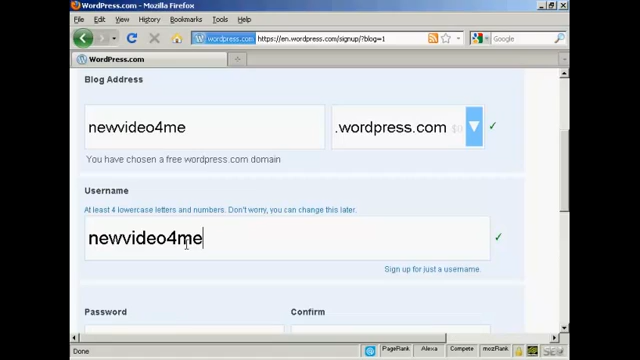 WordPress.com - Mozilla Firefox
File Edit View History Bookmarks Tools Help
wordpress.com https://en.wordpress.com/signup/?blog=1 Google
WordPress.com
Blog Address
newvideo4me .wordpress.com $0
You have chosen a free wordpress.com domain
Username
At least 4 lowercase letters and numbers. Don't worry, you can change this later.
newvideo4me
Sign up for just a username.
Password Confirm
Done PageRank Alexa Compete mozRank SEO